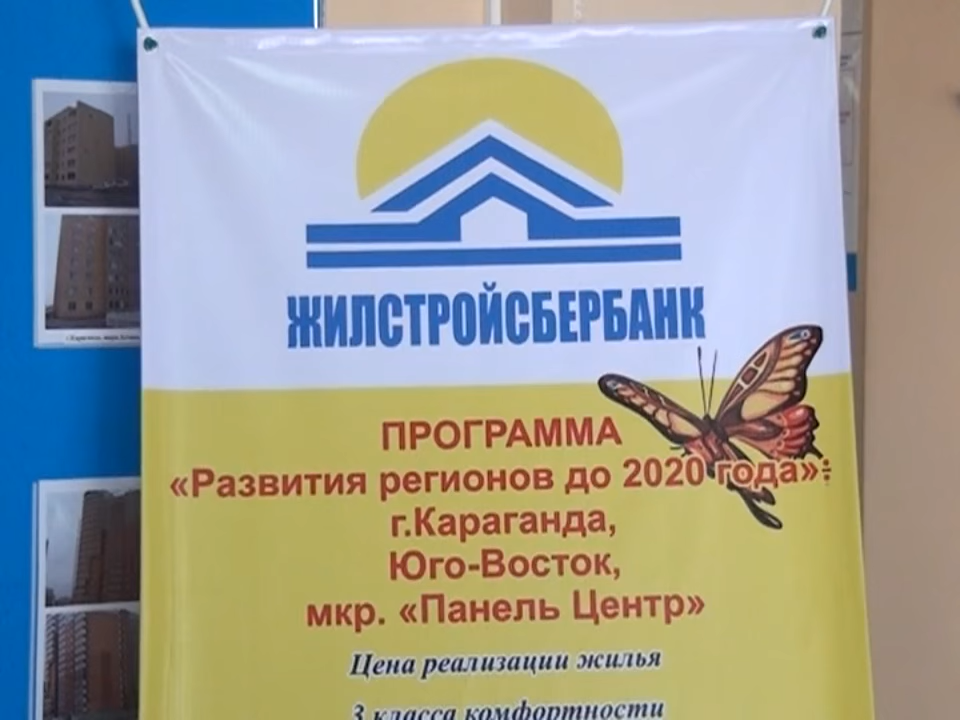 ЖИЛСТРОЙСБЕРБАНК
ПРОГРАММА
«Развития регионов до 2020 года»:
г.Караганда,
Юго-Восток,
мкр. «Панель Центр»
Цена реализации жилья
3 класса комфортности